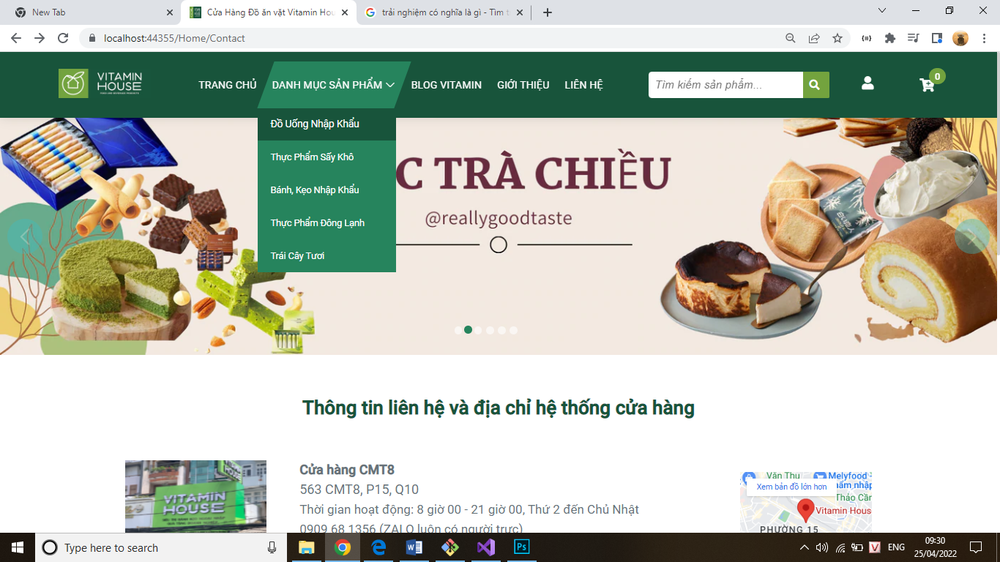 New Tab
Cửa Hàng Đồ ăn vặt Vitamin Hou
trải nghiệm có nghĩa là gì - Tìm t
localhost:44355/Home/Contact
VITAMIN
HOUSE
TRANG CHỦ
DANH MỤC SẢN PHẨM
BLOG VITAMIN
GIỚI THIỆU
LIÊN HỆ
Tìm kiếm sản phẩm...
0
Đồ Uống Nhập Khẩu
Thực Phẩm Sấy Khô
Bánh, Kẹo Nhập Khẩu
Thực Phẩm Đông Lạnh
Trái Cây Tươi
C TRÀ CHIỀU
@reallygoodtaste
Thông tin liên hệ và địa chỉ hệ thống cửa hàng
VITAMIN
HOUSE
Cửa hàng CMT8
563 CMT8, P15, Q10
Thời gian hoạt động: 8 giờ 00 - 21 giờ 00, Thứ 2 đến Chủ Nhật
0909 68 1356 (ZALO luôn có người trực)
Văn Thu
Melyfood
Xem bản đồ lớn hơn
ẩm nhập
Thảo Cầm
Vitamin Hous
PHƯỜNG 15
Type here to search
Ps
V
ENG
09:30
25/04/2022